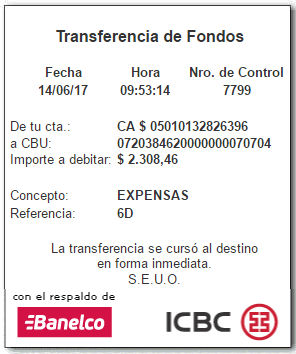 Transferencia de Fondos
Fecha Hora Nro. de Control
14/06/17 09:53:14 7799
De tu cta.: CA $ 05010132826396
a CBU: 0720384620000000070704
Importe a debitar: $ 2.308,46
Concepto: EXPENSAS
Referencia: 6D
La transferencia se cursó al destino
en forma inmediata.
S.E.U.O.
con el respaldo de
Banelco ICBC